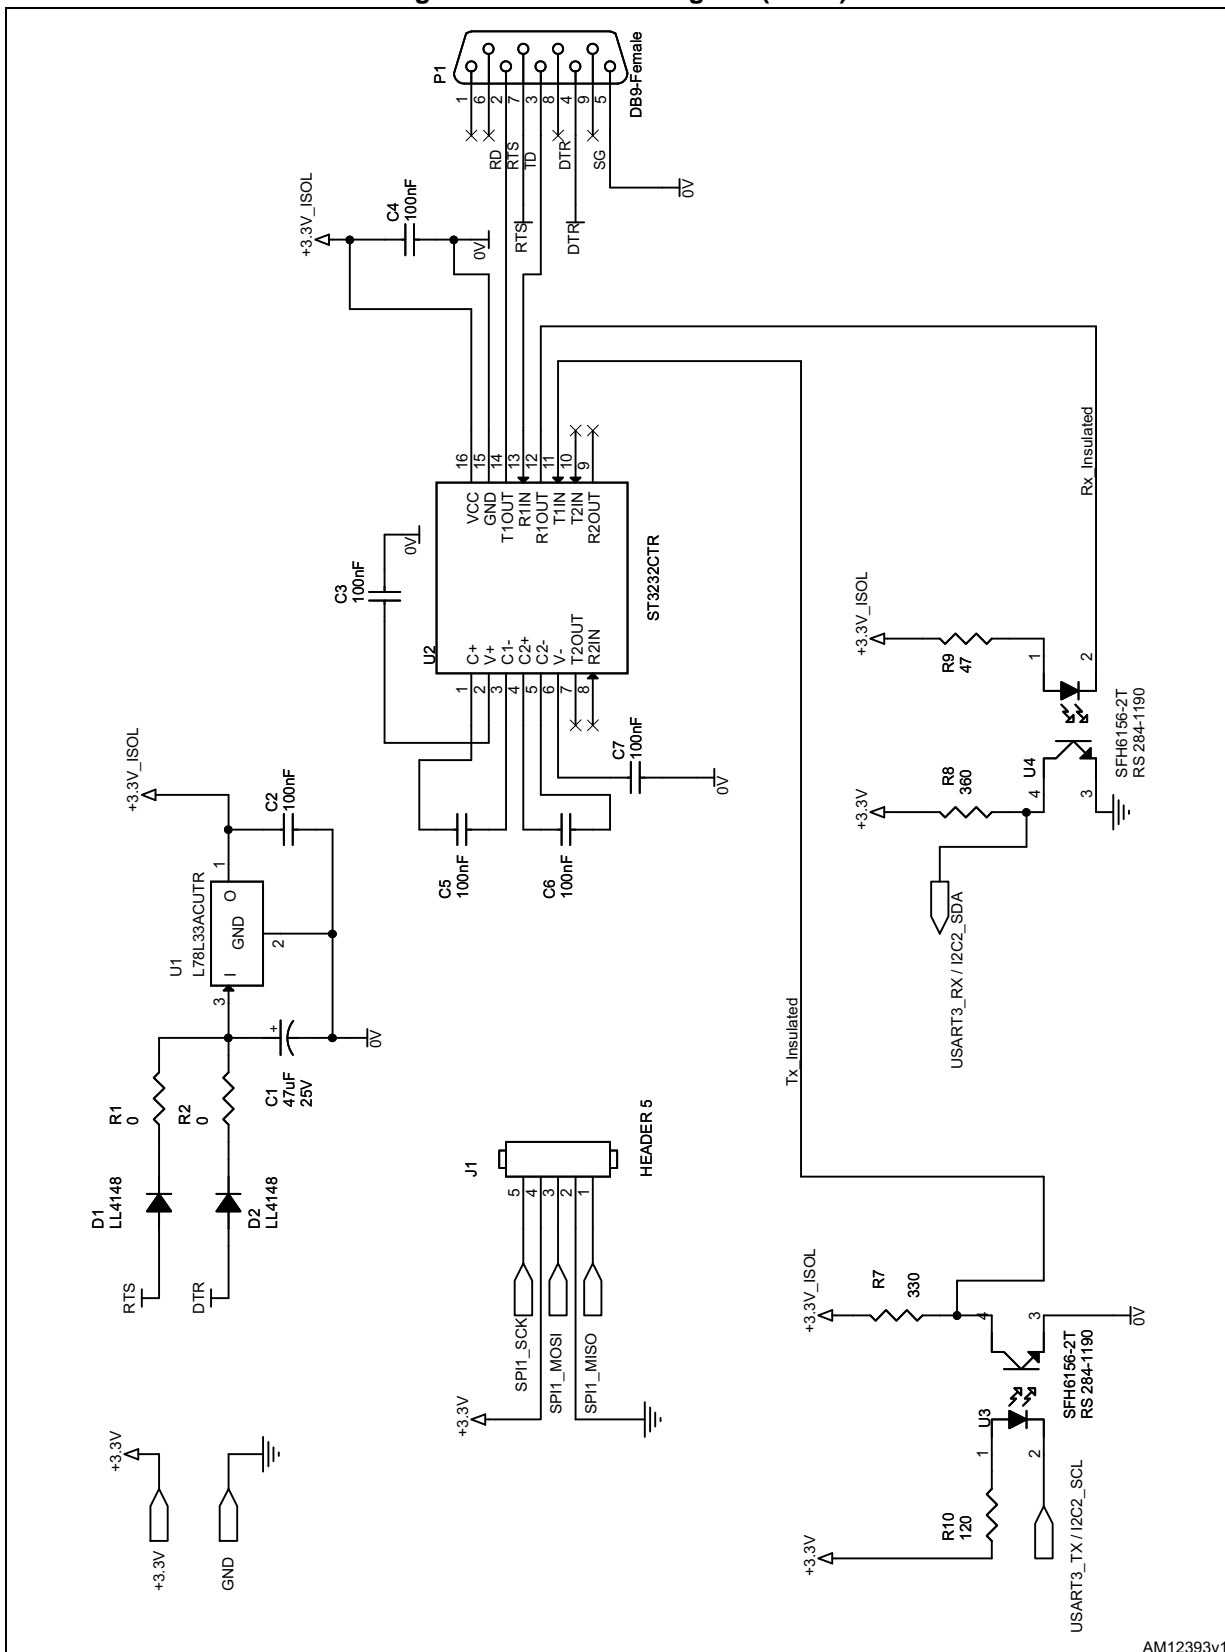 P1
DB9-Female
1
6
2
7
3
8
4
9
5
RD
RTS
TD
DTR
SG
0V
RTS
DTR
+3.3V_ISOL
C4
100nF
0V
16
15
14
13
12
11
10
9
VCC
GND
T1OUT
R1IN
R1OUT
T1IN
T2IN
R2OUT
C3
100nF
0V
ST3232CTR
U2
C+
V+
C1-
C2+
C2-
V-
T2OUT
R2IN
1
2
3
4
5
6
7
8
C7
100nF
0V
C5
100nF
C6
100nF
+3.3V_ISOL
C2
100nF
U1
L78L33ACUTR
1
O
GND
2
I
3
0V
R1
0
R2
0
C1
47uF
25V
+
D1
LL4148
D2
LL4148
RTS
DTR
+3.3V
+3.3V
GND
J1
HEADER 5
5
4
3
2
1
SPI1_SCK
SPI1_MOSI
SPI1_MISO
+3.3V
Rx_Insulated
Tx_Insulated
+3.3V_ISOL
R9
47
1
2
SFH6156-2T
RS 284-1190
U4
+3.3V
R8
360
4
3
USART3_RX / I2C2_SDA
+3.3V_ISOL
R7
330
4
3
0V
SFH6156-2T
RS 284-1190
U3
1
2
R10
120
+3.3V
USART3_TX / I2C2_SCL
AM12393v1